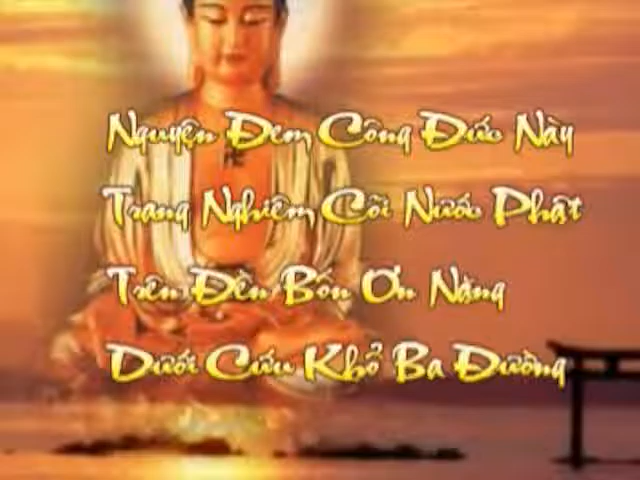 Nguyện Đem Công Đức Này
Trang Nghiêm Cõi Nước Phật
Trên Đền Bốn Ơn Nặng
Dưới Cứu Khổ Ba Đường